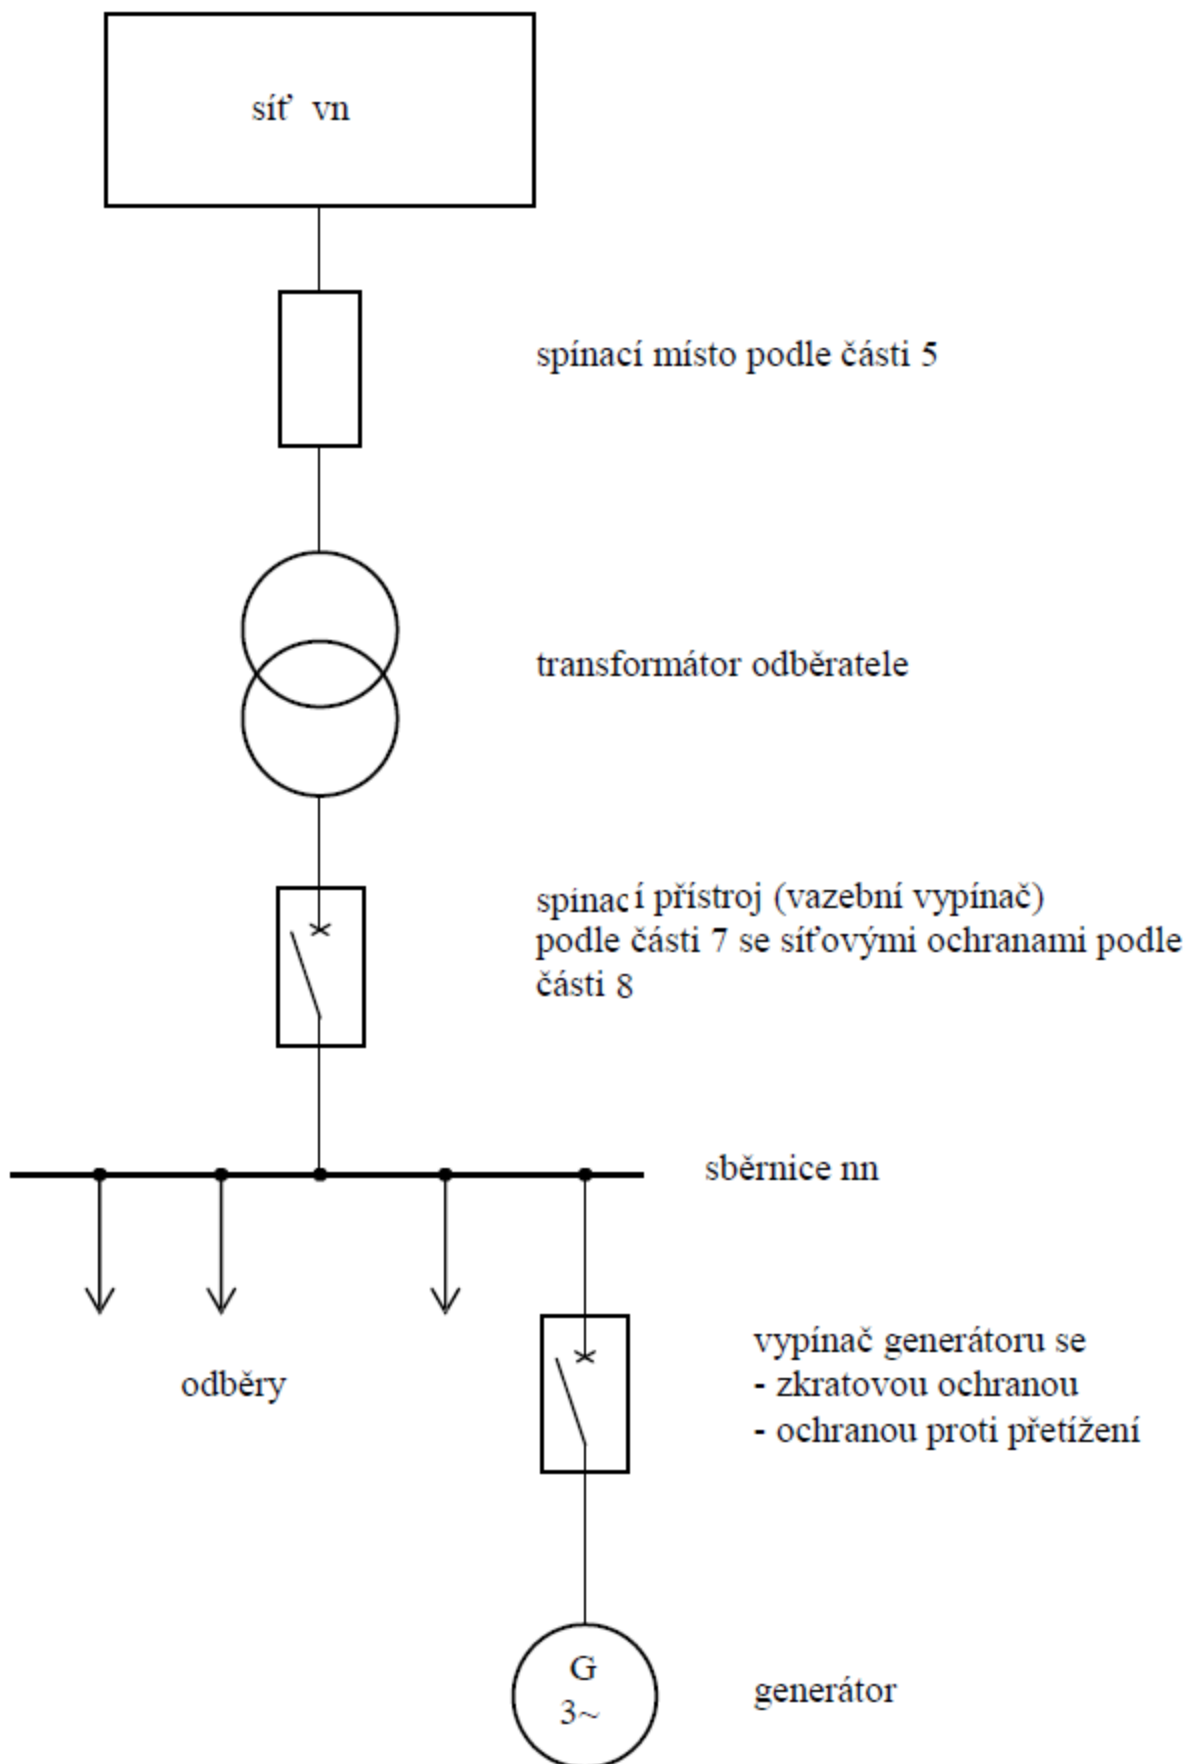 síť vn
spínací místo podle části 5
transformátor odběratele
spínací přístroj (vazební vypínač)
podle části 7 se síťovými ochranami podle
části 8
sběrnice nn
odběry
vypínač generátoru se
- zkratovou ochranou
- ochranou proti přetížení
G
3~
generátor